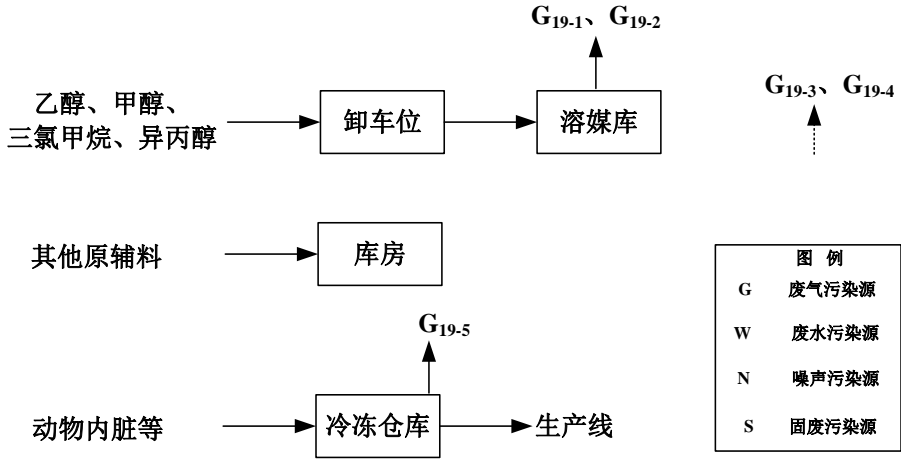 G19-1、G19-2
G19-3、G19-4
乙醇、甲醇、
三氯甲烷、异丙醇
卸车位
溶媒库
其他原辅料
库房
G19-5
动物内脏等
冷冻仓库
生产线
图 例
G 废气污染源
W 废水污染源
N 噪声污染源
S 固废污染源